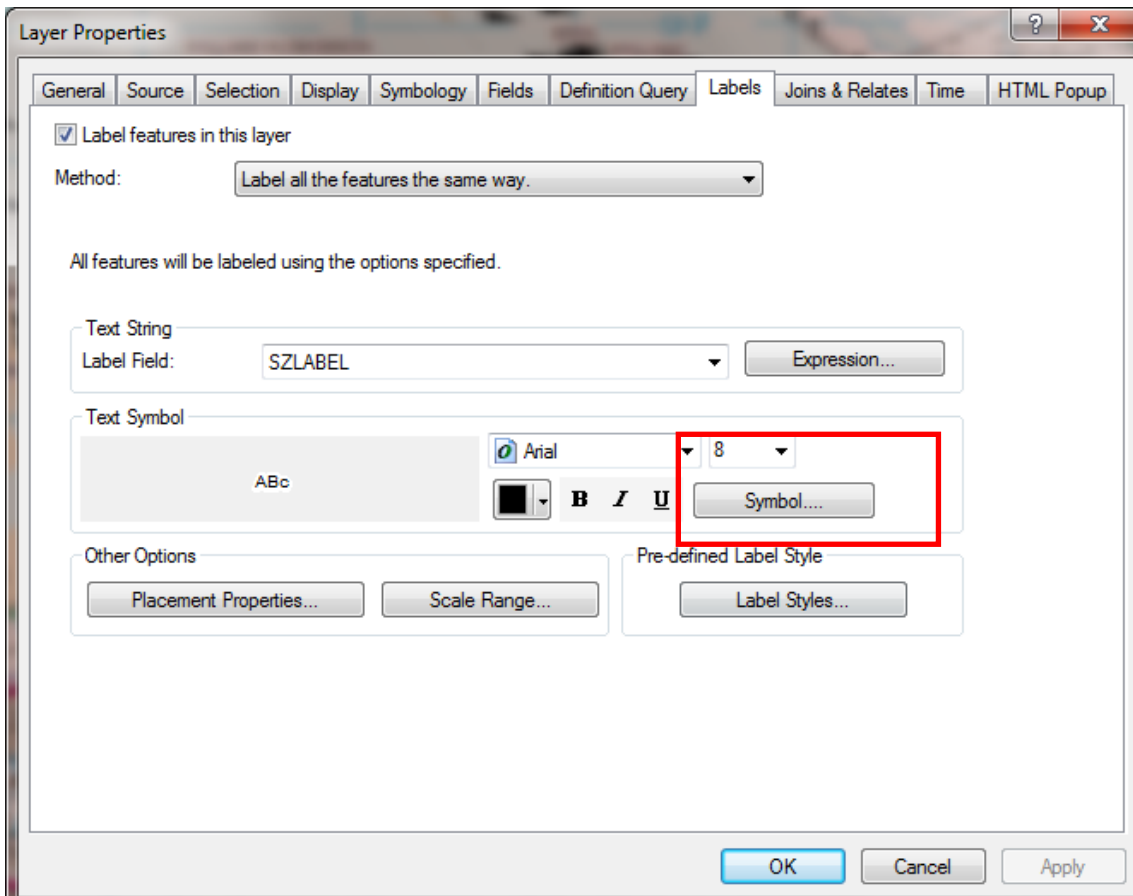 Layer Properties
?
General Source Selection Display Symbology Fields Definition Query Labels Joins & Relates Time HTML Popup
Label features in this layer
Method: Label all the features the same way.
All features will be labeled using the options specified.
Text String
Label Field: SZLABEL Expression...
Text Symbol
Arial 8
ABc
B I U Symbol....
Other Options Pre-defined Label Style
Placement Properties... Scale Range... Label Styles...
OK Cancel Apply